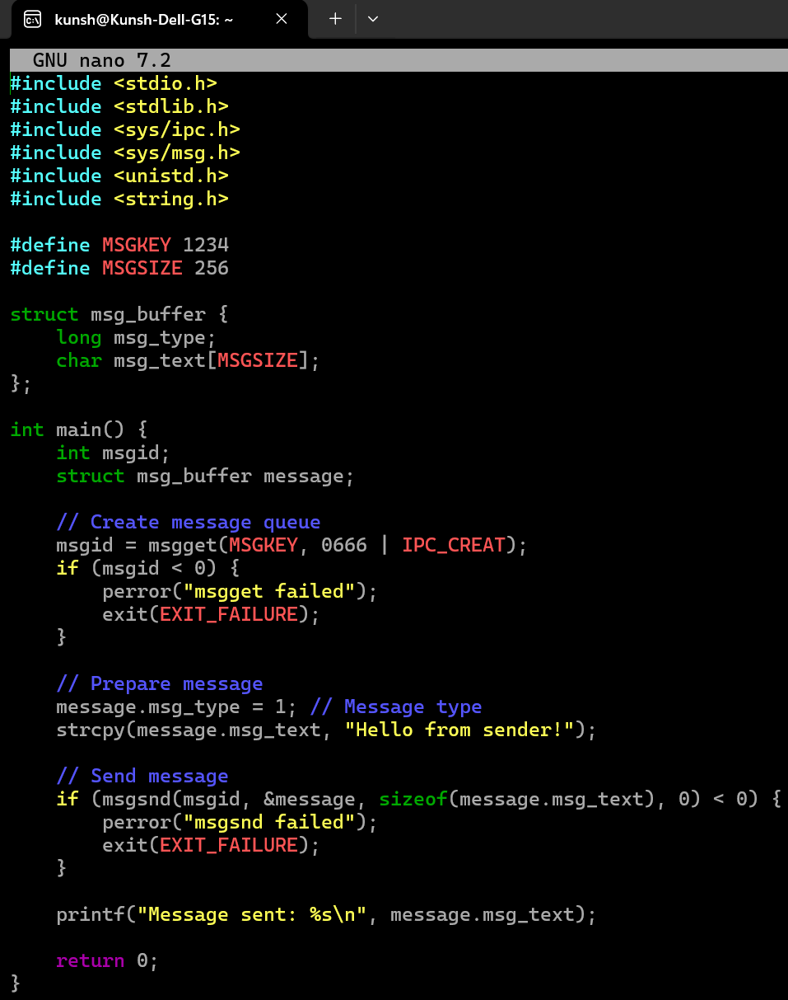 kunsh@Kunsh-Dell-G15: ~
GNU nano 7.2
#include <stdio.h>
#include <stdlib.h>
#include <sys/ipc.h>
#include <sys/msg.h>
#include <unistd.h>
#include <string.h>

#define MSGKEY 1234
#define MSGSIZE 256

struct msg_buffer {
    long msg_type;
    char msg_text[MSGSIZE];
};

int main() {
    int msgid;
    struct msg_buffer message;

    // Create message queue
    msgid = msgget(MSGKEY, 0666 | IPC_CREAT);
    if (msgid < 0) {
        perror("msgget failed");
        exit(EXIT_FAILURE);
    }

    // Prepare message
    message.msg_type = 1; // Message type
    strcpy(message.msg_text, "Hello from sender!");

    // Send message
    if (msgsnd(msgid, &message, sizeof(message.msg_text), 0) < 0) {
        perror("msgsnd failed");
        exit(EXIT_FAILURE);
    }

    printf("Message sent: %s\n", message.msg_text);

    return 0;
}